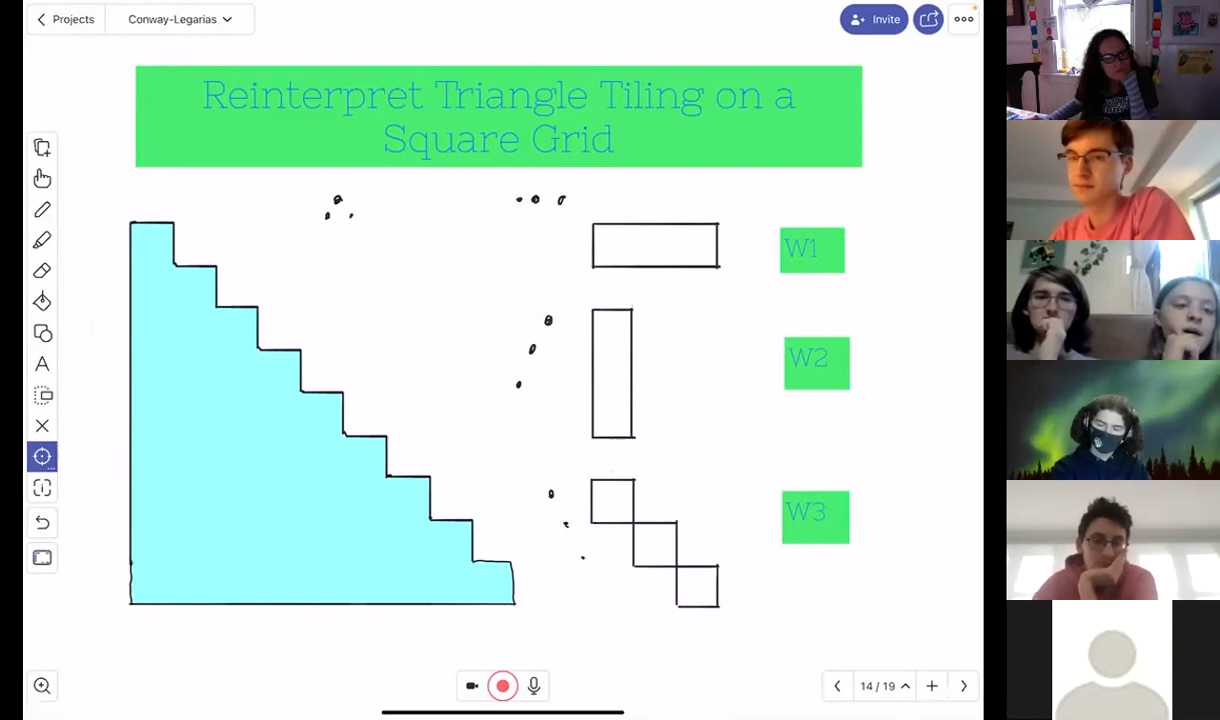 Projects
Conway-Legarias
Invite
Reinterpret Triangle Tiling on a
Square Grid
W1
W2
W3
A
14 / 19